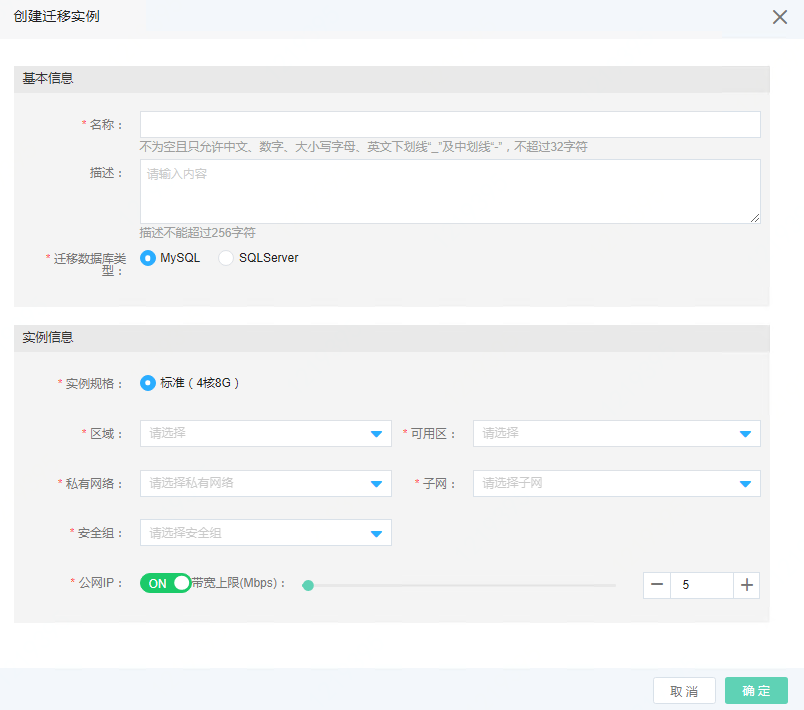 创建迁移实例
基本信息
* 名称：
不为空且只允许中文、数字、大小写字母、英文下划线“_”及中划线“-”，不超过32字符
描述： 请输入内容
描述不能超过256字符
* 迁移数据库类型： MySQL SQLServer
实例信息
* 实例规格： 标准（4核8G）
* 区域： 请选择 * 可用区： 请选择
* 私有网络： 请选择私有网络 * 子网： 请选择子网
* 安全组： 请选择安全组
* 公网IP： ON 带宽上限(Mbps)： 5
取 消 确 定